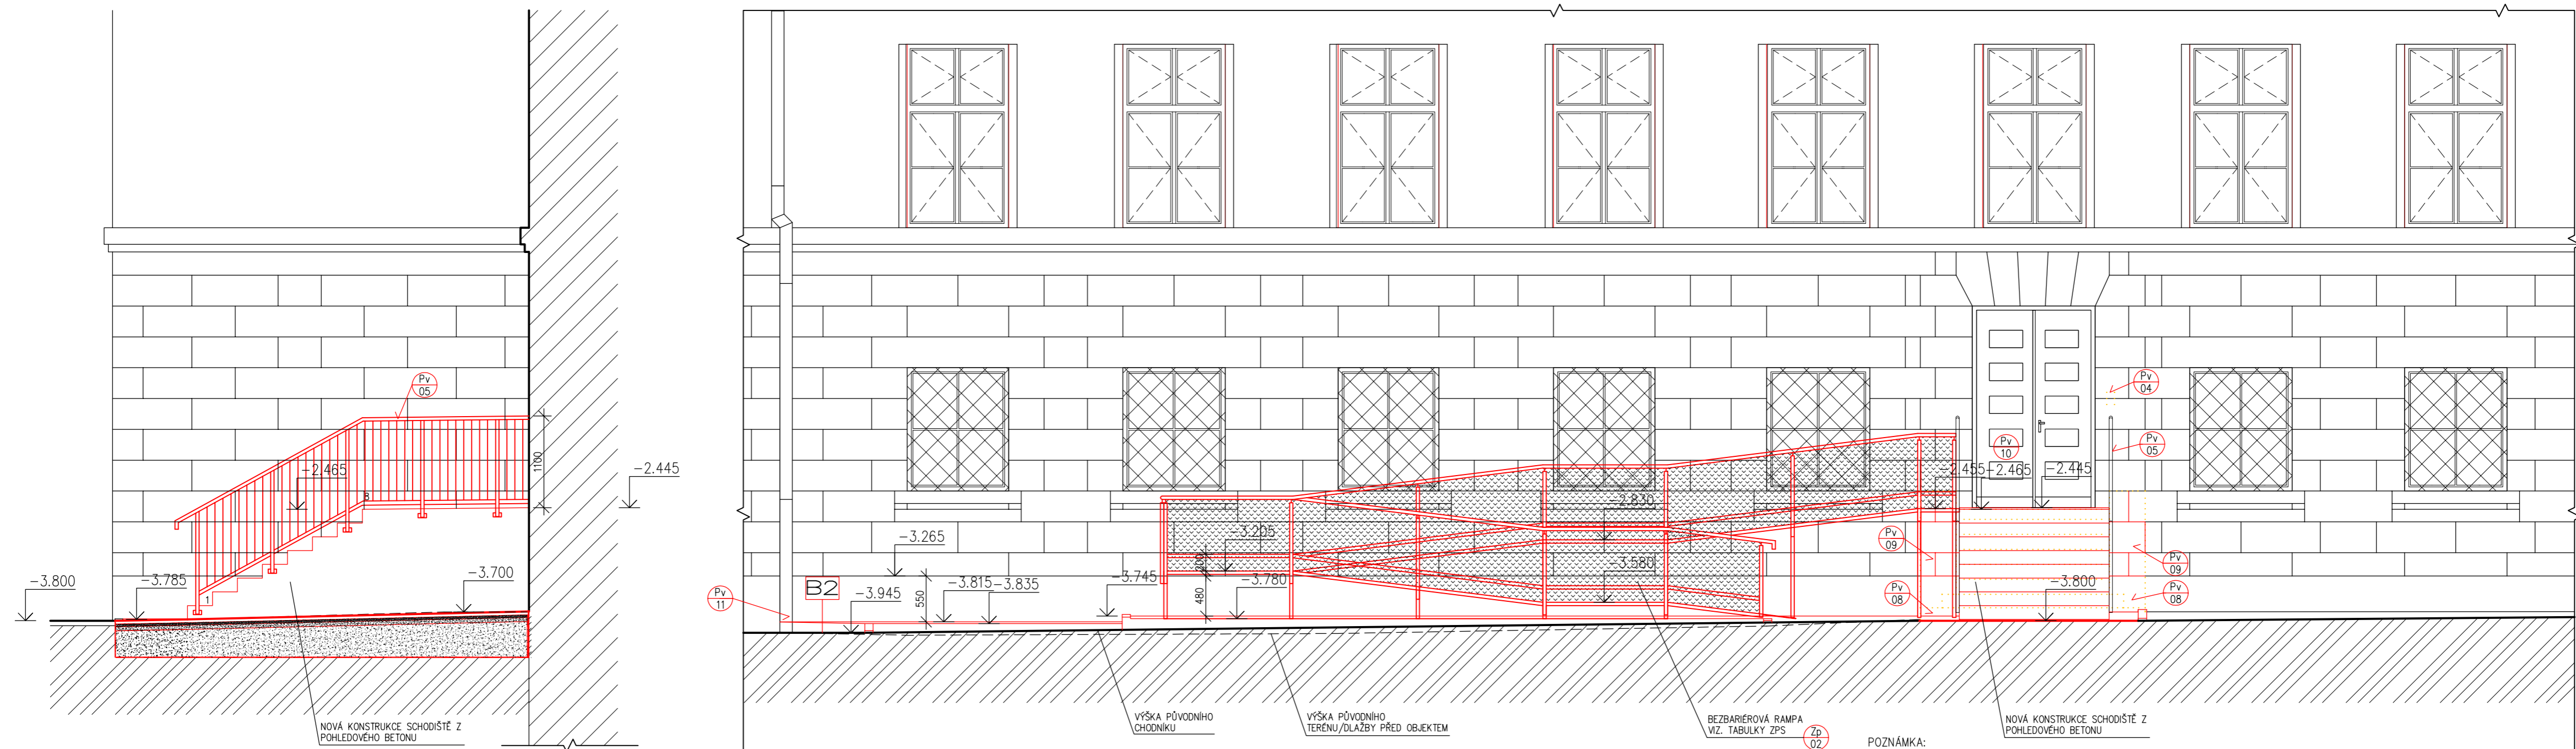 Pv
05
1100
-2.465
8
-2.445
-3.800
-3.785
1
-3.700
NOVÁ KONSTRUKCE SCHODIŠTĚ Z
POHLEDOVÉHO BETONU
Pv
04
Pv
05
Pv
10
-2.455
-2.465
-2.445
-2.830
-3.265
-3.205
200
Pv
09
Pv
09
B2
Pv
11
-3.945
550
-3.815
-3.835
-3.745
480
-3.780
-3.580
Pv
08
-3.800
Pv
08
VÝŠKA PŮVODNÍHO
CHODNÍKU
VÝŠKA PŮVODNÍHO
TERÉNU/DLAŽBY PŘED OBJEKTEM
BEZBARIÉROVÁ RAMPA
VIZ. TABULKY ZPS
Zp
02
NOVÁ KONSTRUKCE SCHODIŠTĚ Z
POHLEDOVÉHO BETONU
POZNÁMKA: